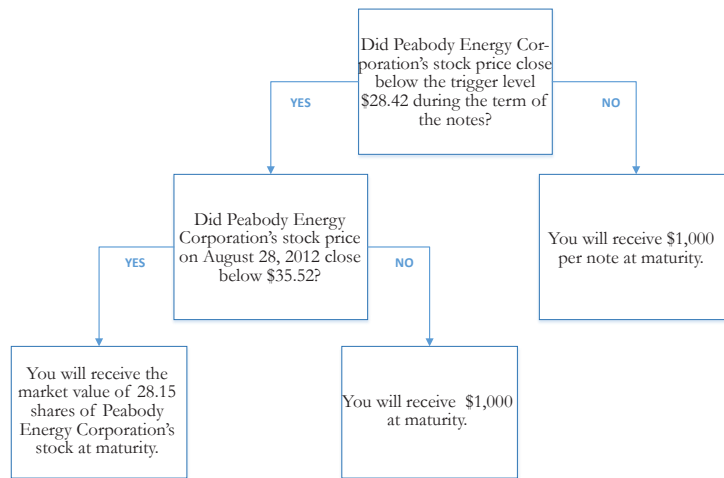 Did Peabody Energy Cor-
poration's stock price close
below the trigger level
$28.42 during the term of
the notes?
YES
NO
Did Peabody Energy
Corporation's stock price
on August 28, 2012 close
below $35.52?
You will receive $1,000
per note at maturity.
YES
NO
You will receive the
market value of 28.15
shares of Peabody
Energy Corporation's
stock at maturity.
You will receive $1,000
at maturity.